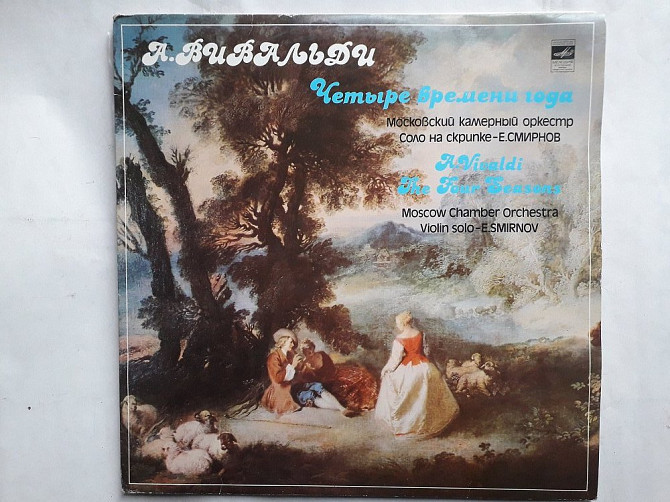 А.ВИВАЛЬДИ
Четыре времени года
Московский камерный оркестр
Соло на скрипке-Е.СМИРНОВ
A.Vivaldi
The Four Seasons
Moscow Chamber Orchestra
Violin solo-E.SMIRNOV